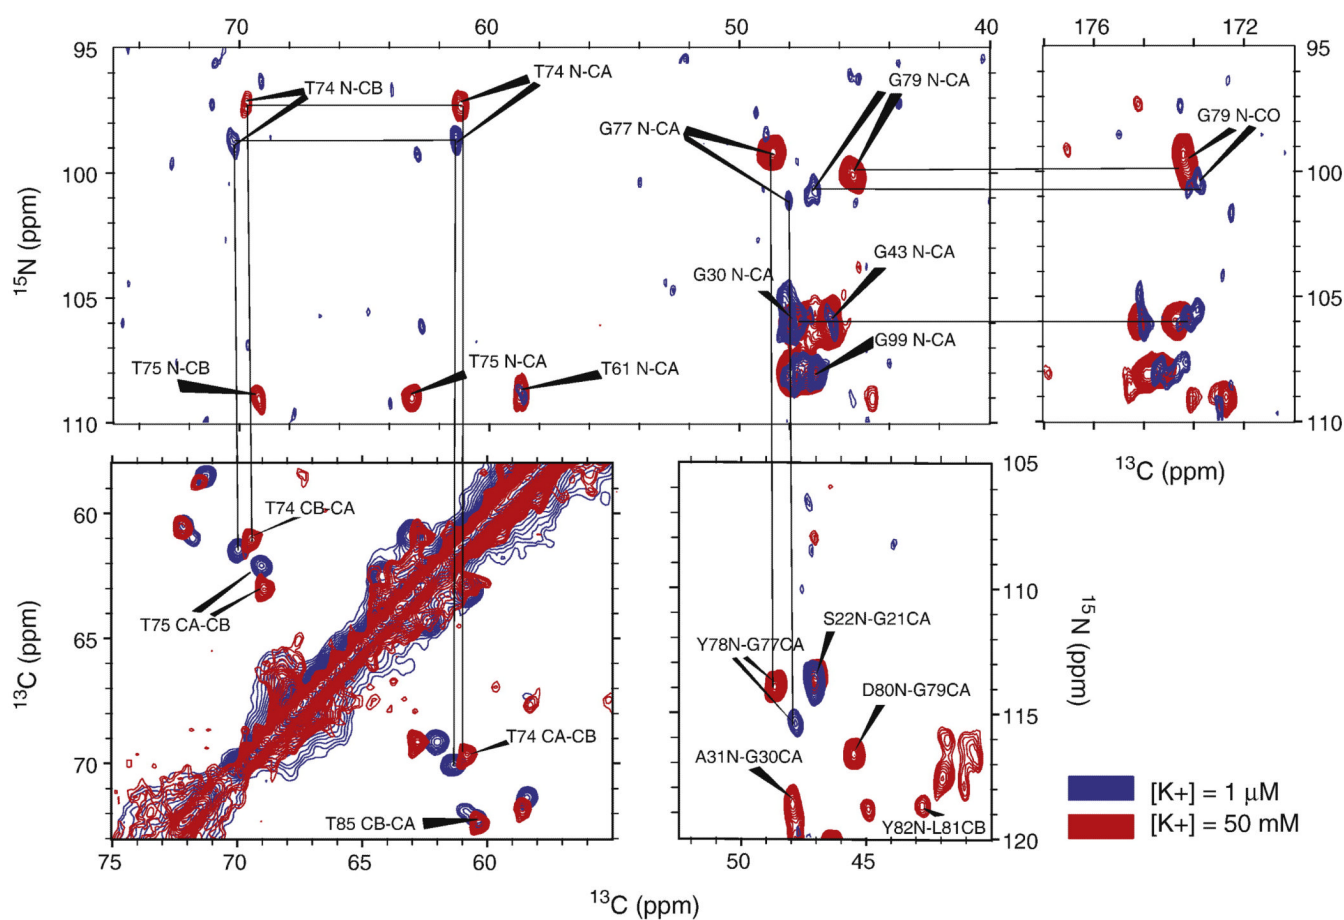 70 60 50 40 176 172
95 95
T74 N-CB T74 N-CA G79 N-CA
G77 N-CA G79 N-CO
100 100
15N (ppm)
G30 N-CA G43 N-CA
105 105
G99 N-CA
T75 N-CB T75 N-CA T61 N-CA
110 110
13C (ppm)
105
60 T74 CB-CA
110
T75 CA-CB
65 S22N-G21CA 15N (ppm)
13C (ppm)
Y78N-G77CA
D80N-G79CA
115
T74 CA-CB
70 A31N-G30CA
[K+] = 1 μM
T85 CB-CA Y82N-L81CB [K+] = 50 mM
120
75 70 65 60 50 45
13C (ppm)